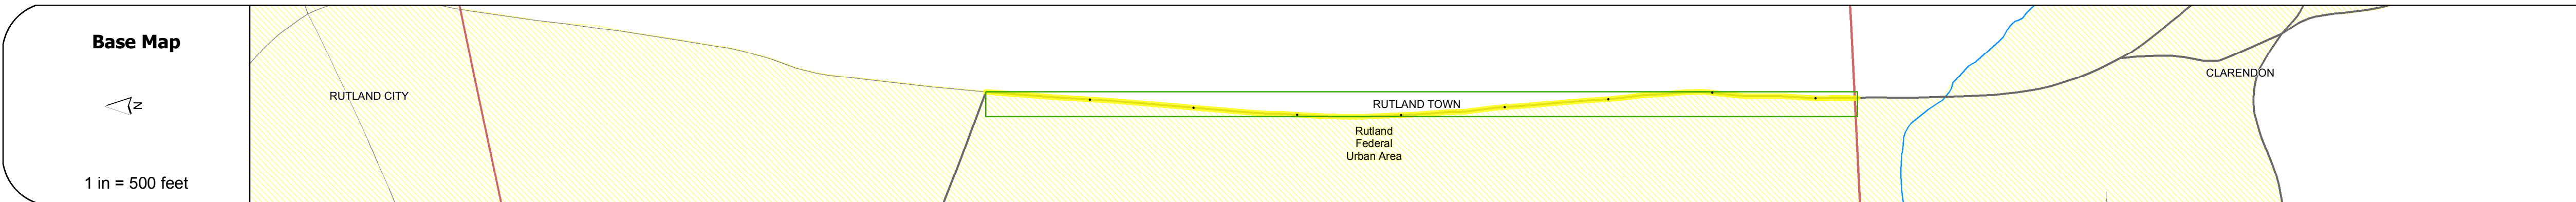 Base Map
N
1 in = 500 feet
RUTLAND CITY
RUTLAND TOWN
Rutland
Federal
Urban Area
CLARENDON